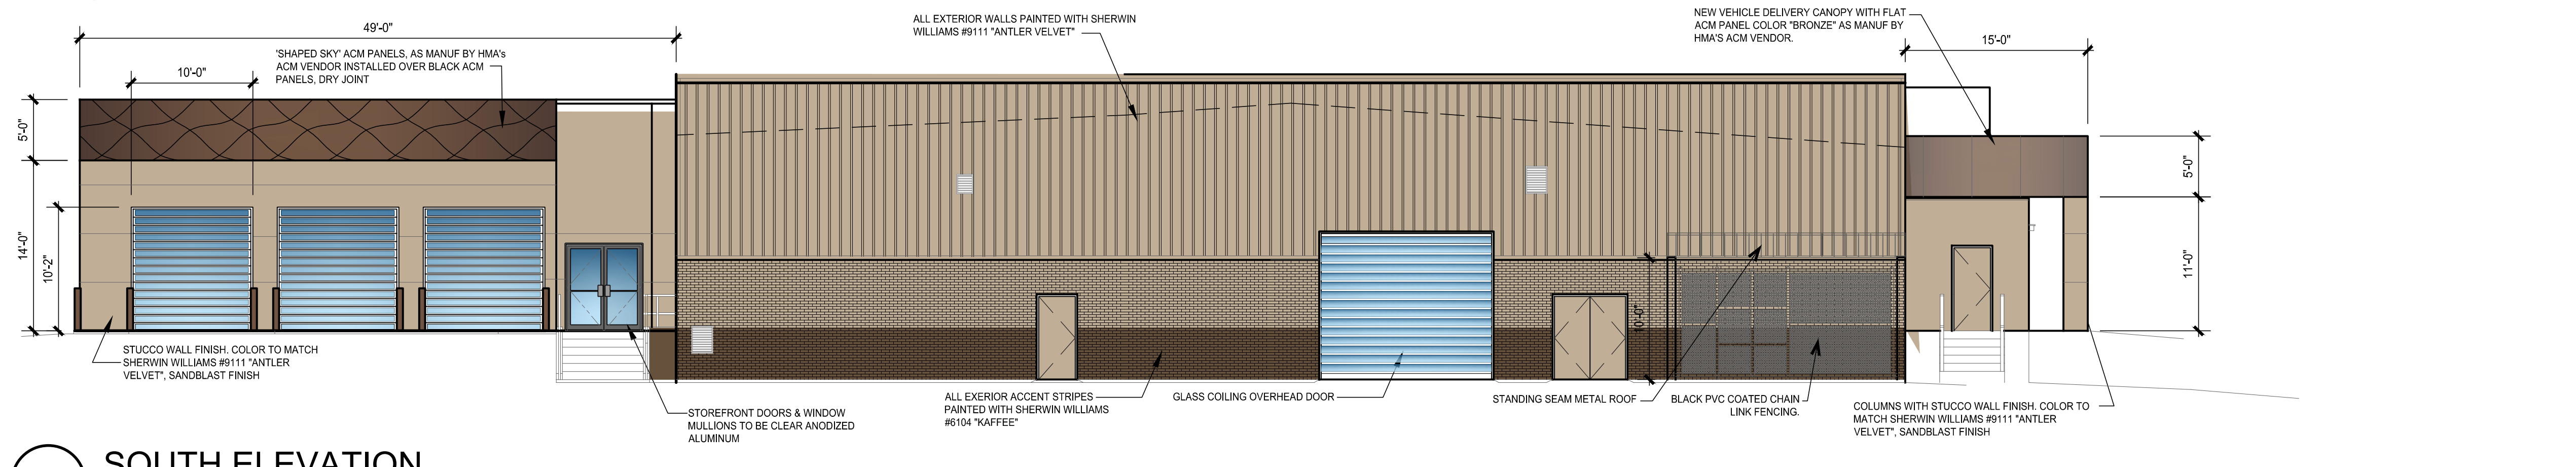 49'-0"
'SHAPED SKY' ACM PANELS, AS MANUF BY HMA's
ACM VENDOR INSTALLED OVER BLACK ACM
PANELS, DRY JOINT
10'-0"
5'-0"
14'-0"
10'-2"
ALL EXTERIOR WALLS PAINTED WITH SHERWIN
WILLIAMS #9111 "ANTLER VELVET"
NEW VEHICLE DELIVERY CANOPY WITH FLAT
ACM PANEL COLOR "BRONZE" AS MANUF BY
HMA'S ACM VENDOR.
15'-0"
5'-0"
11'-0"
10'-0"
STUCCO WALL FINISH. COLOR TO MATCH
SHERWIN WILLIAMS #9111 "ANTLER
VELVET", SANDBLAST FINISH
STOREFRONT DOORS & WINDOW
MULLIONS TO BE CLEAR ANODIZED
ALUMINUM
ALL EXERIOR ACCENT STRIPES
PAINTED WITH SHERWIN WILLIAMS
#6104 "KAFFEE"
GLASS COILING OVERHEAD DOOR
STANDING SEAM METAL ROOF
BLACK PVC COATED CHAIN
LINK FENCING.
COLUMNS WITH STUCCO WALL FINISH. COLOR TO
MATCH SHERWIN WILLIAMS #9111 "ANTLER
VELVET", SANDBLAST FINISH
SOUTH ELEVATION